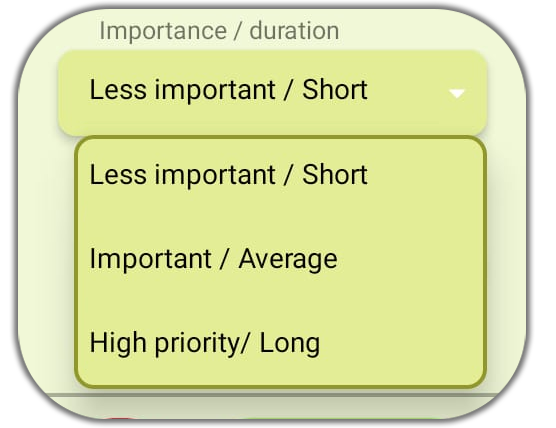 Importance / duration
Less important / Short
Less important / Short
Important / Average
High priority/ Long